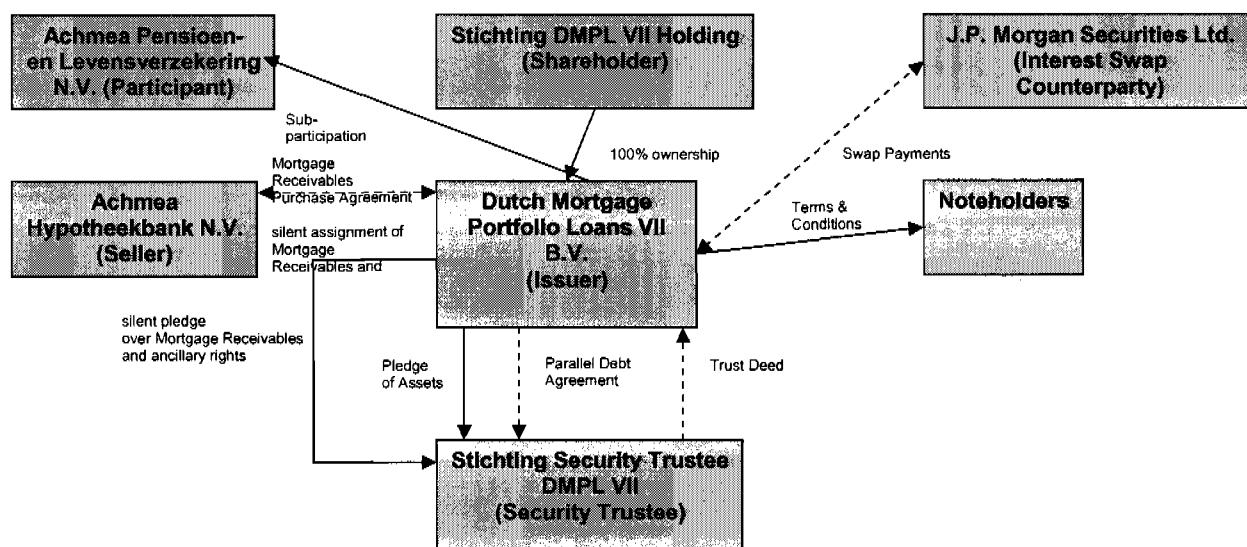 Achmea Pensioen-
en Levensverzekering
N.V. (Participant)
Stichting DMPL VII Holding
(Shareholder)
J.P. Morgan Securities Ltd.
(Interest Swap
Counterparty)
Sub-
participation
100% ownership
Swap Payments
Mortgage
Receivables
Purchase Agreement
Achmea
Hypotheekbank N.V.
(Seller)
Dutch Mortgage
Portfolio Loans VII
B.V.
(Issuer)
Terms &
Conditions
Noteholders
silent assignment of
Mortgage
Receivables and
silent pledge
over Mortgage Receivables
and ancillary rights
Pledge
of Assets
Parallel Debt
Agreement
Trust Deed
Stichting Security Trustee
DMPL VII
(Security Trustee)